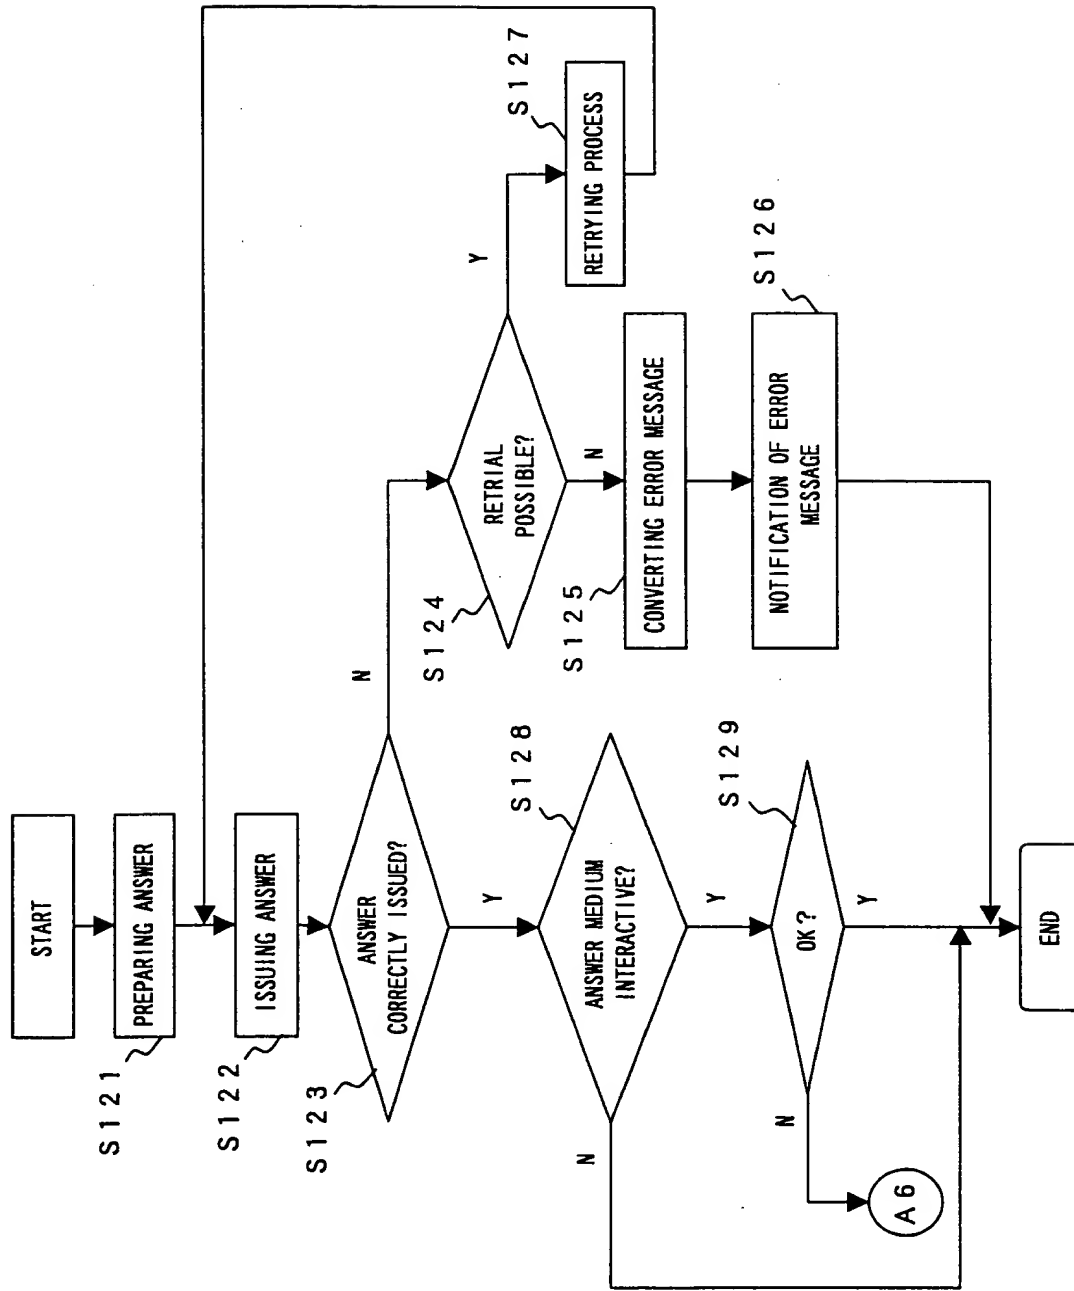 START
S121
PREPARING ANSWER
S122
ISSUING ANSWER
S123
ANSWER
CORRECTLY ISSUED?
N
Y
S124
RETRIAL
POSSIBLE?
Y
N
S127
RETRYING PROCESS
S125
CONVERTING ERROR MESSAGE
S126
NOTIFICATION OF ERROR
MESSAGE
S128
ANSWER MEDIUM
INTERACTIVE?
N
Y
S129
OK?
N
Y
A6
END